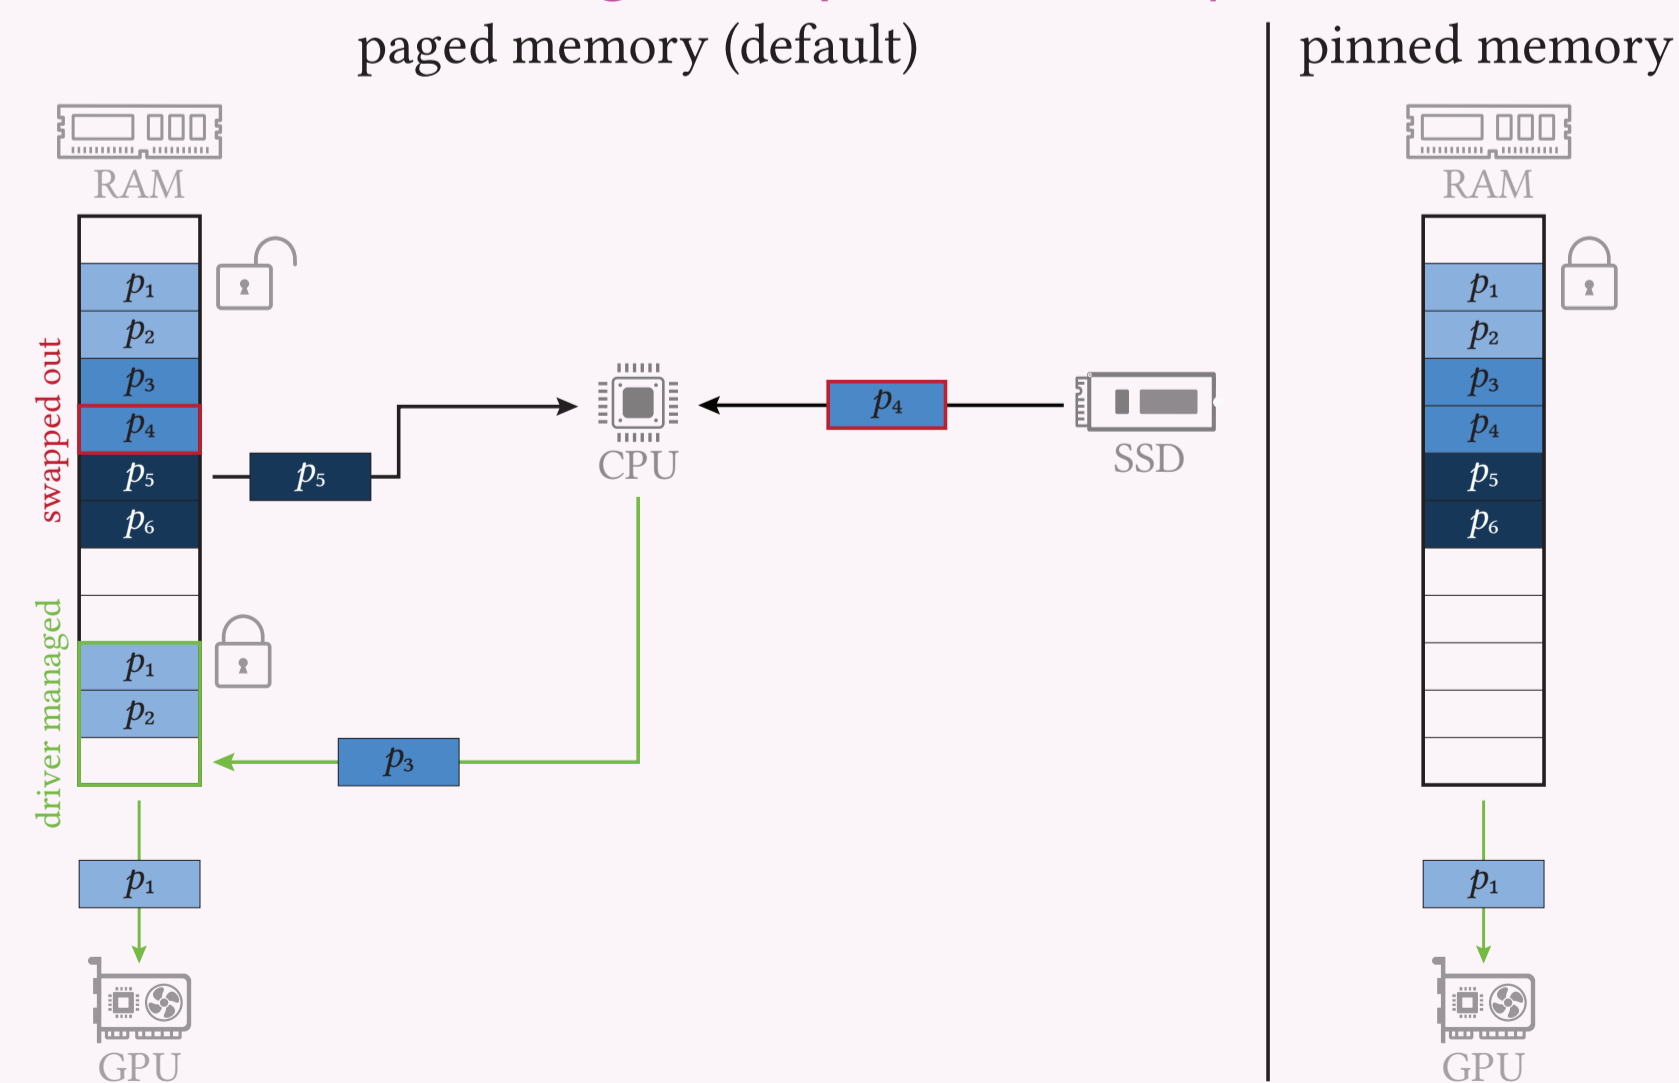 paged memory (default)
RAM
p1
p2
p3
p4
p5
p6
swapped out
p5
CPU
p4
SSD
driver managed
p1
p2
p3
p1
GPU
pinned memory
RAM
p1
p2
p3
p4
p5
p6
p1
GPU